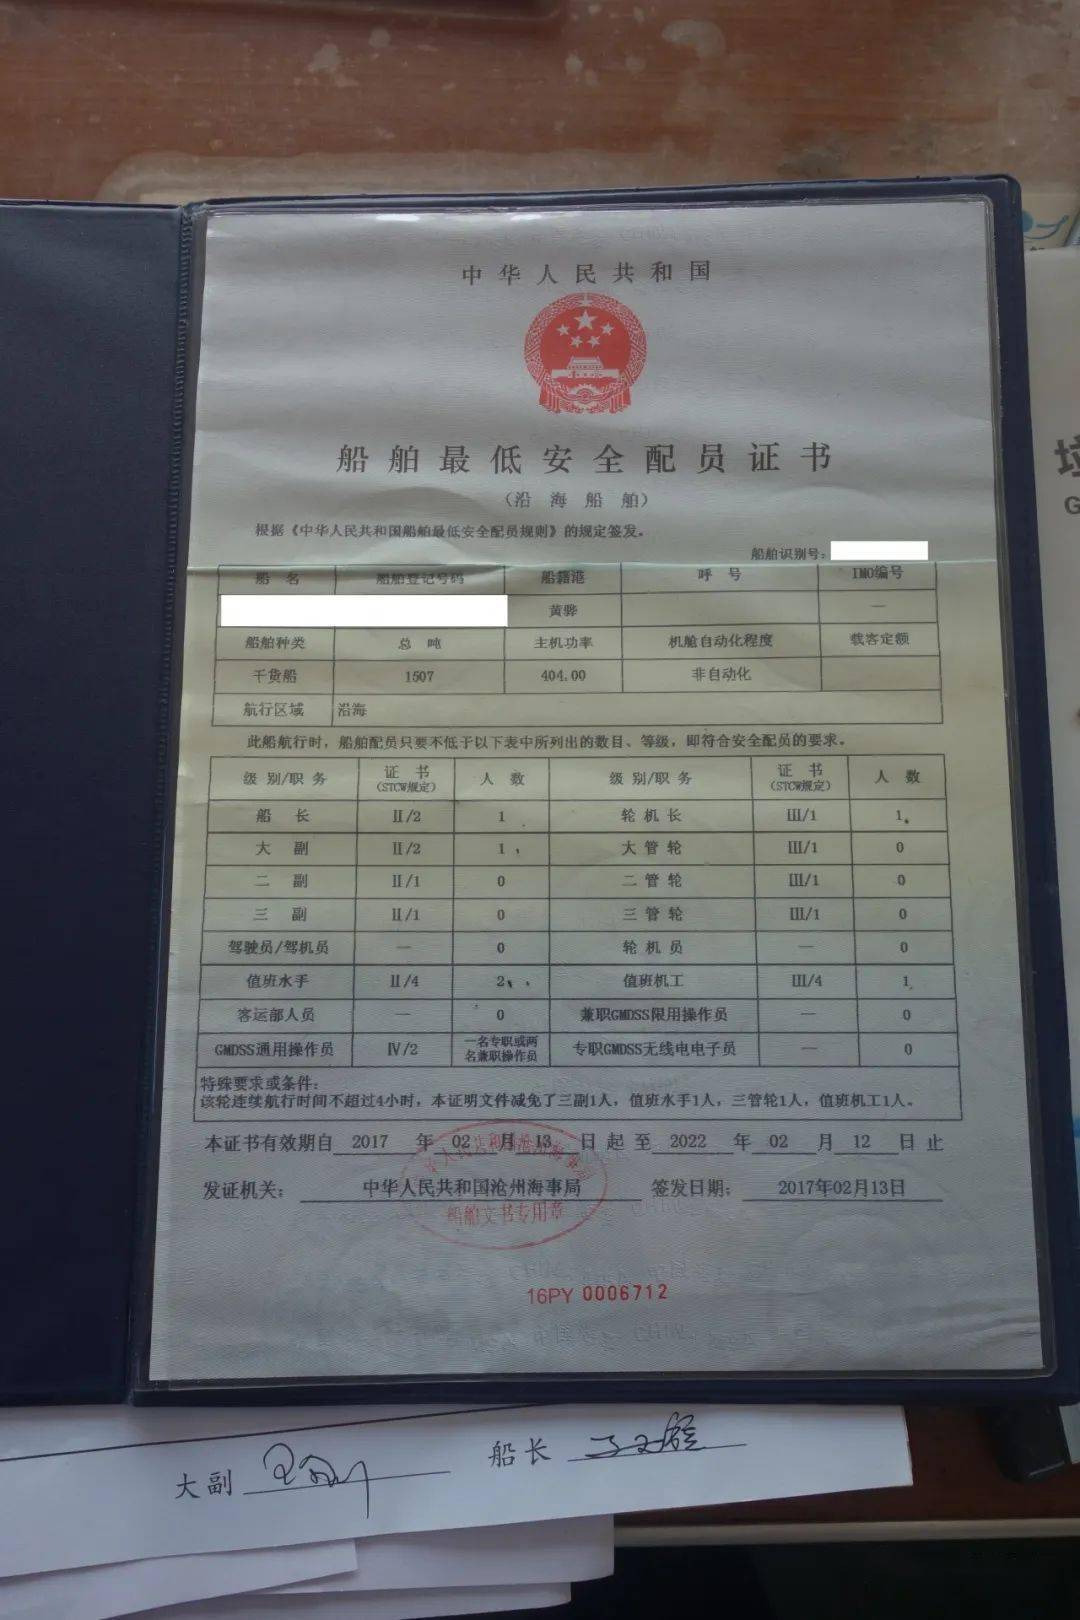 中华人民共和国
船舶最低安全配员证书
（沿海船舶）
根据《中华人民共和国船舶最低安全配员规则》的规定签发。
船舶识别号：
船名 船舶登记号码 船籍港 呼号 IMO编号
黄骅 —
船舶种类 总吨 主机功率 机舱自动化程度 载客定额
干货船 1507 404.00 非自动化
航行区域 沿海
此船航行时，船舶配员只要不低于以下表中所列出的数目、等级，即符合安全配员的要求。
级别/职务 证书(STCW规定) 人数 级别/职务 证书(STCW规定) 人数
船长 II/2 1 轮机长 III/1 1
大副 II/2 1 大管轮 III/1 0
二副 II/1 0 二管轮 III/1 0
三副 II/1 0 三管轮 III/1 0
驾驶员/驾机员 — 0 轮机员 — 0
值班水手 II/4 2 值班机工 III/4 1
客运部人员 — 0 兼职GMDSS限用操作员 — 0
GMDSS通用操作员 IV/2 一名专职或两名兼职操作员 专职GMDSS无线电电子员 — 0
特殊要求或条件：
该轮连续航行时间不超过4小时，本证明文件减免了三副1人，值班水手1人，三管轮1人，值班机工1人。
本证书有效期自 2017 年 02 月 13 日起至 2022 年 02 月 12 日止
发证机关： 中华人民共和国沧州海事局 签发日期： 2017年02月13日
船舶文书专用章
16PY 0006712
大副 船长
垃
G